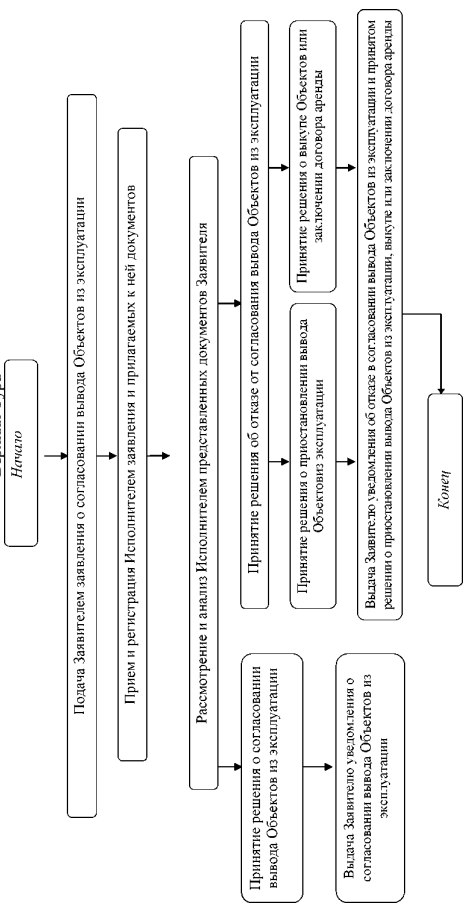 Начало
Подача Заявителем заявления о согласовании вывода Объектов из эксплуатации
Прием и регистрация Исполнителем заявления и прилагаемых к ней документов
Рассмотрение и анализ Исполнителем представленных документов Заявителя
Принятие решения о согласовании
вывода Объектов из эксплуатации
Выдача Заявителю уведомления о
согласовании вывода Объектов из
эксплуатации
Принятие решения об отказе от согласования вывода Объектов из эксплуатации
Принятие решения о приостановлении вывода
Объектовиз эксплуатации
Принятие решения о выкупе Объектов или
заключении договора аренды
Выдача Заявителю уведомления об отказе в согласовании вывода Объектов из эксплуатации и принятом
решении о приостановлении вывода Объектов из эксплуатации, выкупе или заключении договора аренды
Конец